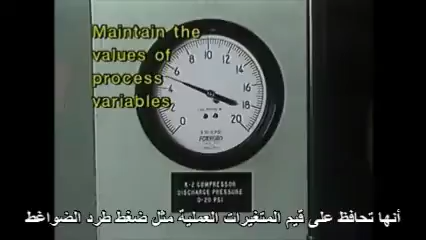 Maintain the
values of
process
variables,
0 2 4 6 8 10 12 14 16 18 20
FOXBORO
K-2 COMPRESSOR
DISCHARGE PRESSURE
0-20 PSI
أنها تحافظ على قيم المتغيرات العملية مثل ضغط طرد الضواغط